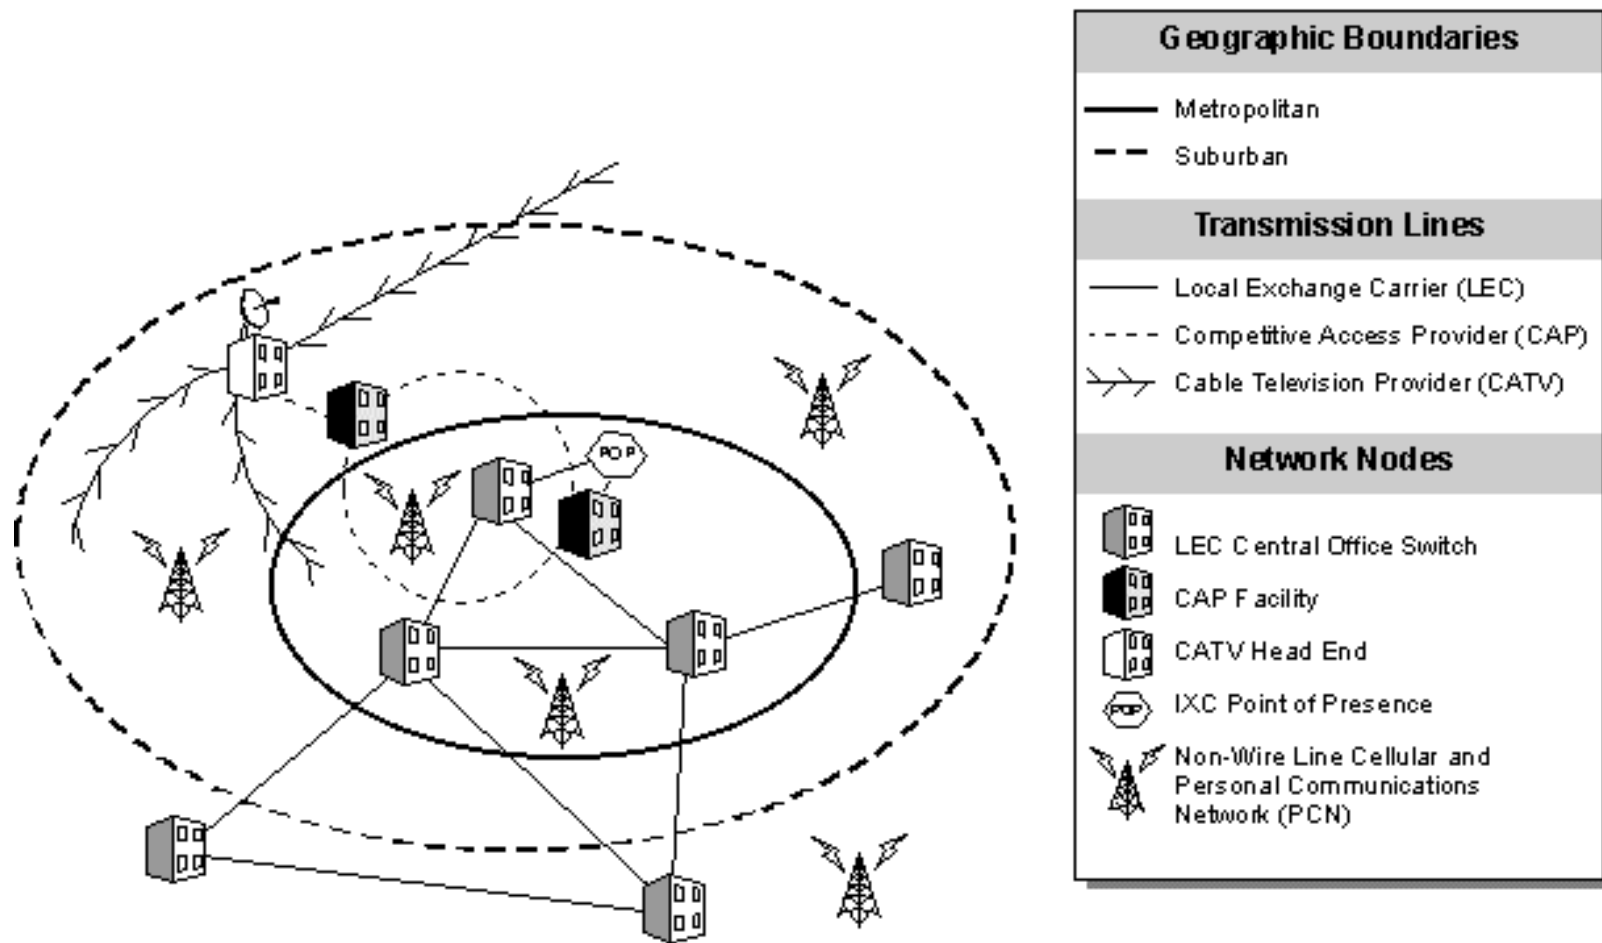 POP
Geographic Boundaries
Metropolitan
Suburban
Transmission Lines
Local Exchange Carrier (LEC)
Competitive Access Provider (CAP)
Cable Television Provider (CATV)
Network Nodes
LEC Central Office Switch
CAP Facility
CATV Head End
POP
IXC Point of Presence
Non-Wire Line Cellular and
Personal Communications
Network (PCN)